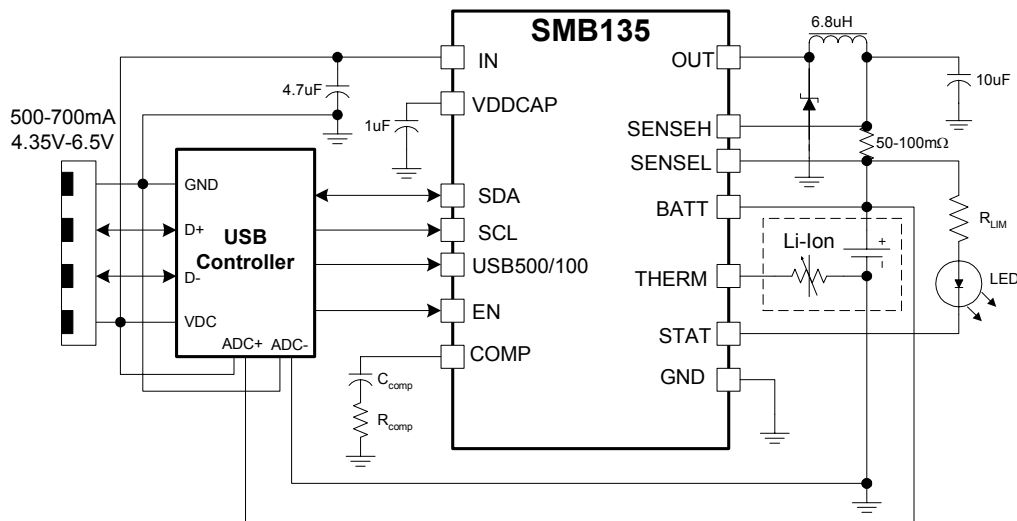 SMB135
6.8uH
IN
OUT
4.7uF
10uF
VDDCAP
1uF
500-700mA
4.35V-6.5V
SENSEH
50-100mΩ
SENSEL
GND
SDA
BATT
R_LIM
D+
USB
Controller
SCL
Li-Ion
+
USB500/100
D-
THERM
-
LED
EN
VDC
STAT
ADC+ ADC-
COMP
GND
C_comp
R_comp